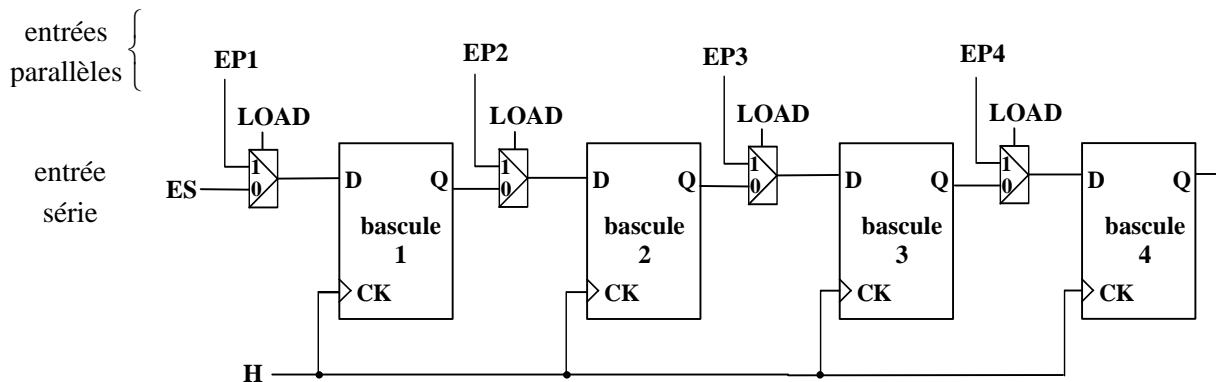 entrées
parallèles
EP1
EP2
EP3
EP4
LOAD
LOAD
LOAD
LOAD
entrée
série
ES
1
0
D
Q
bascule
1
CK
1
0
D
Q
bascule
2
CK
1
0
D
Q
bascule
3
CK
1
0
D
Q
bascule
4
CK
H